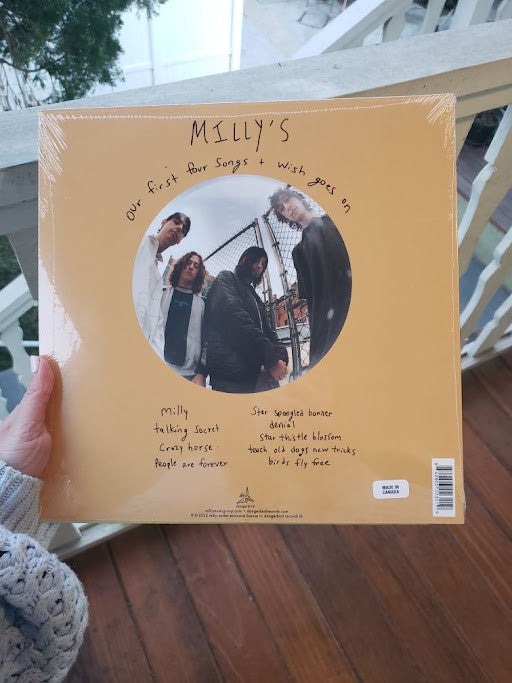 MILLY'S
Our first four Songs + Wish goes on
Milly
talking secret
Crazy horse
People are forever
Star spangled banner
denial
Star thistle blossom
teach old dogs new tricks
birds fly free
MADE IN
CANADA
dangerbird